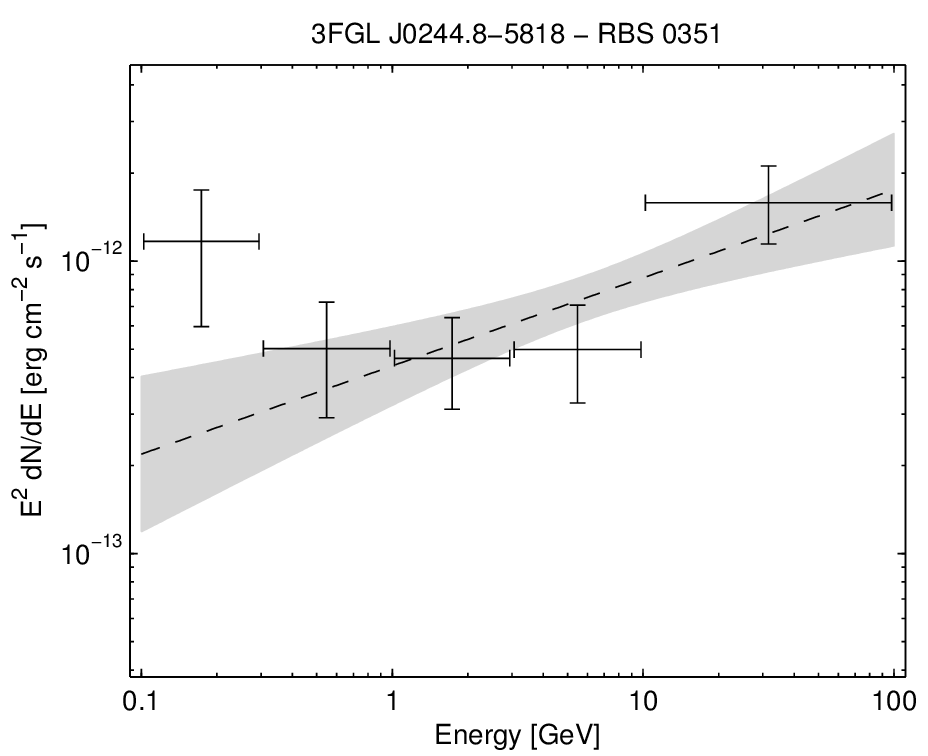 3FGL J0244.8−5818 − RBS 0351
E² dN/dE [erg cm⁻² s⁻¹]
10⁻¹²
10⁻¹³
0.1 1 10 100
Energy [GeV]